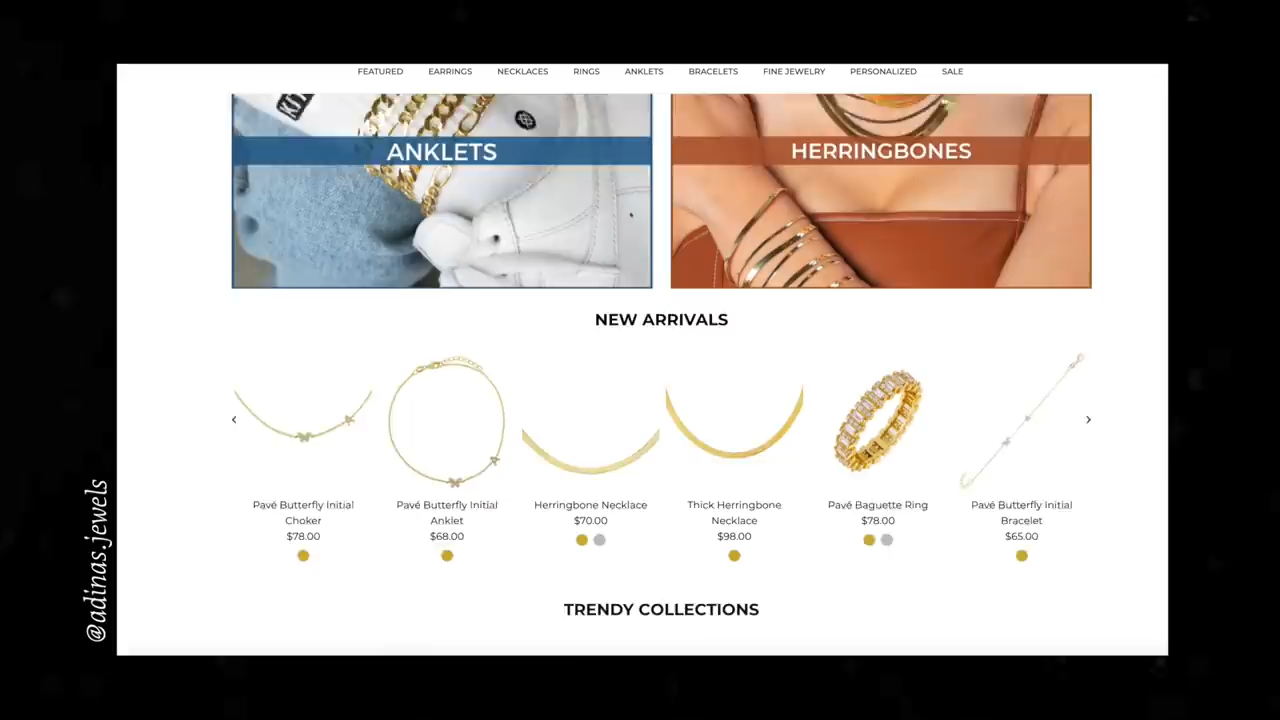 FEATURED EARRINGS NECKLACES RINGS ANKLETS BRACELETS FINE JEWELRY PERSONALIZED SALE
ANKLETS
HERRINGBONES
NEW ARRIVALS
Pavé Butterfly Initial Choker
$78.00
Pavé Butterfly Initial Anklet
$68.00
Herringbone Necklace
$70.00
Thick Herringbone Necklace
$98.00
Pavé Baguette Ring
$78.00
Pavé Butterfly Initial Bracelet
$65.00
TRENDY COLLECTIONS
@adinas.jewels